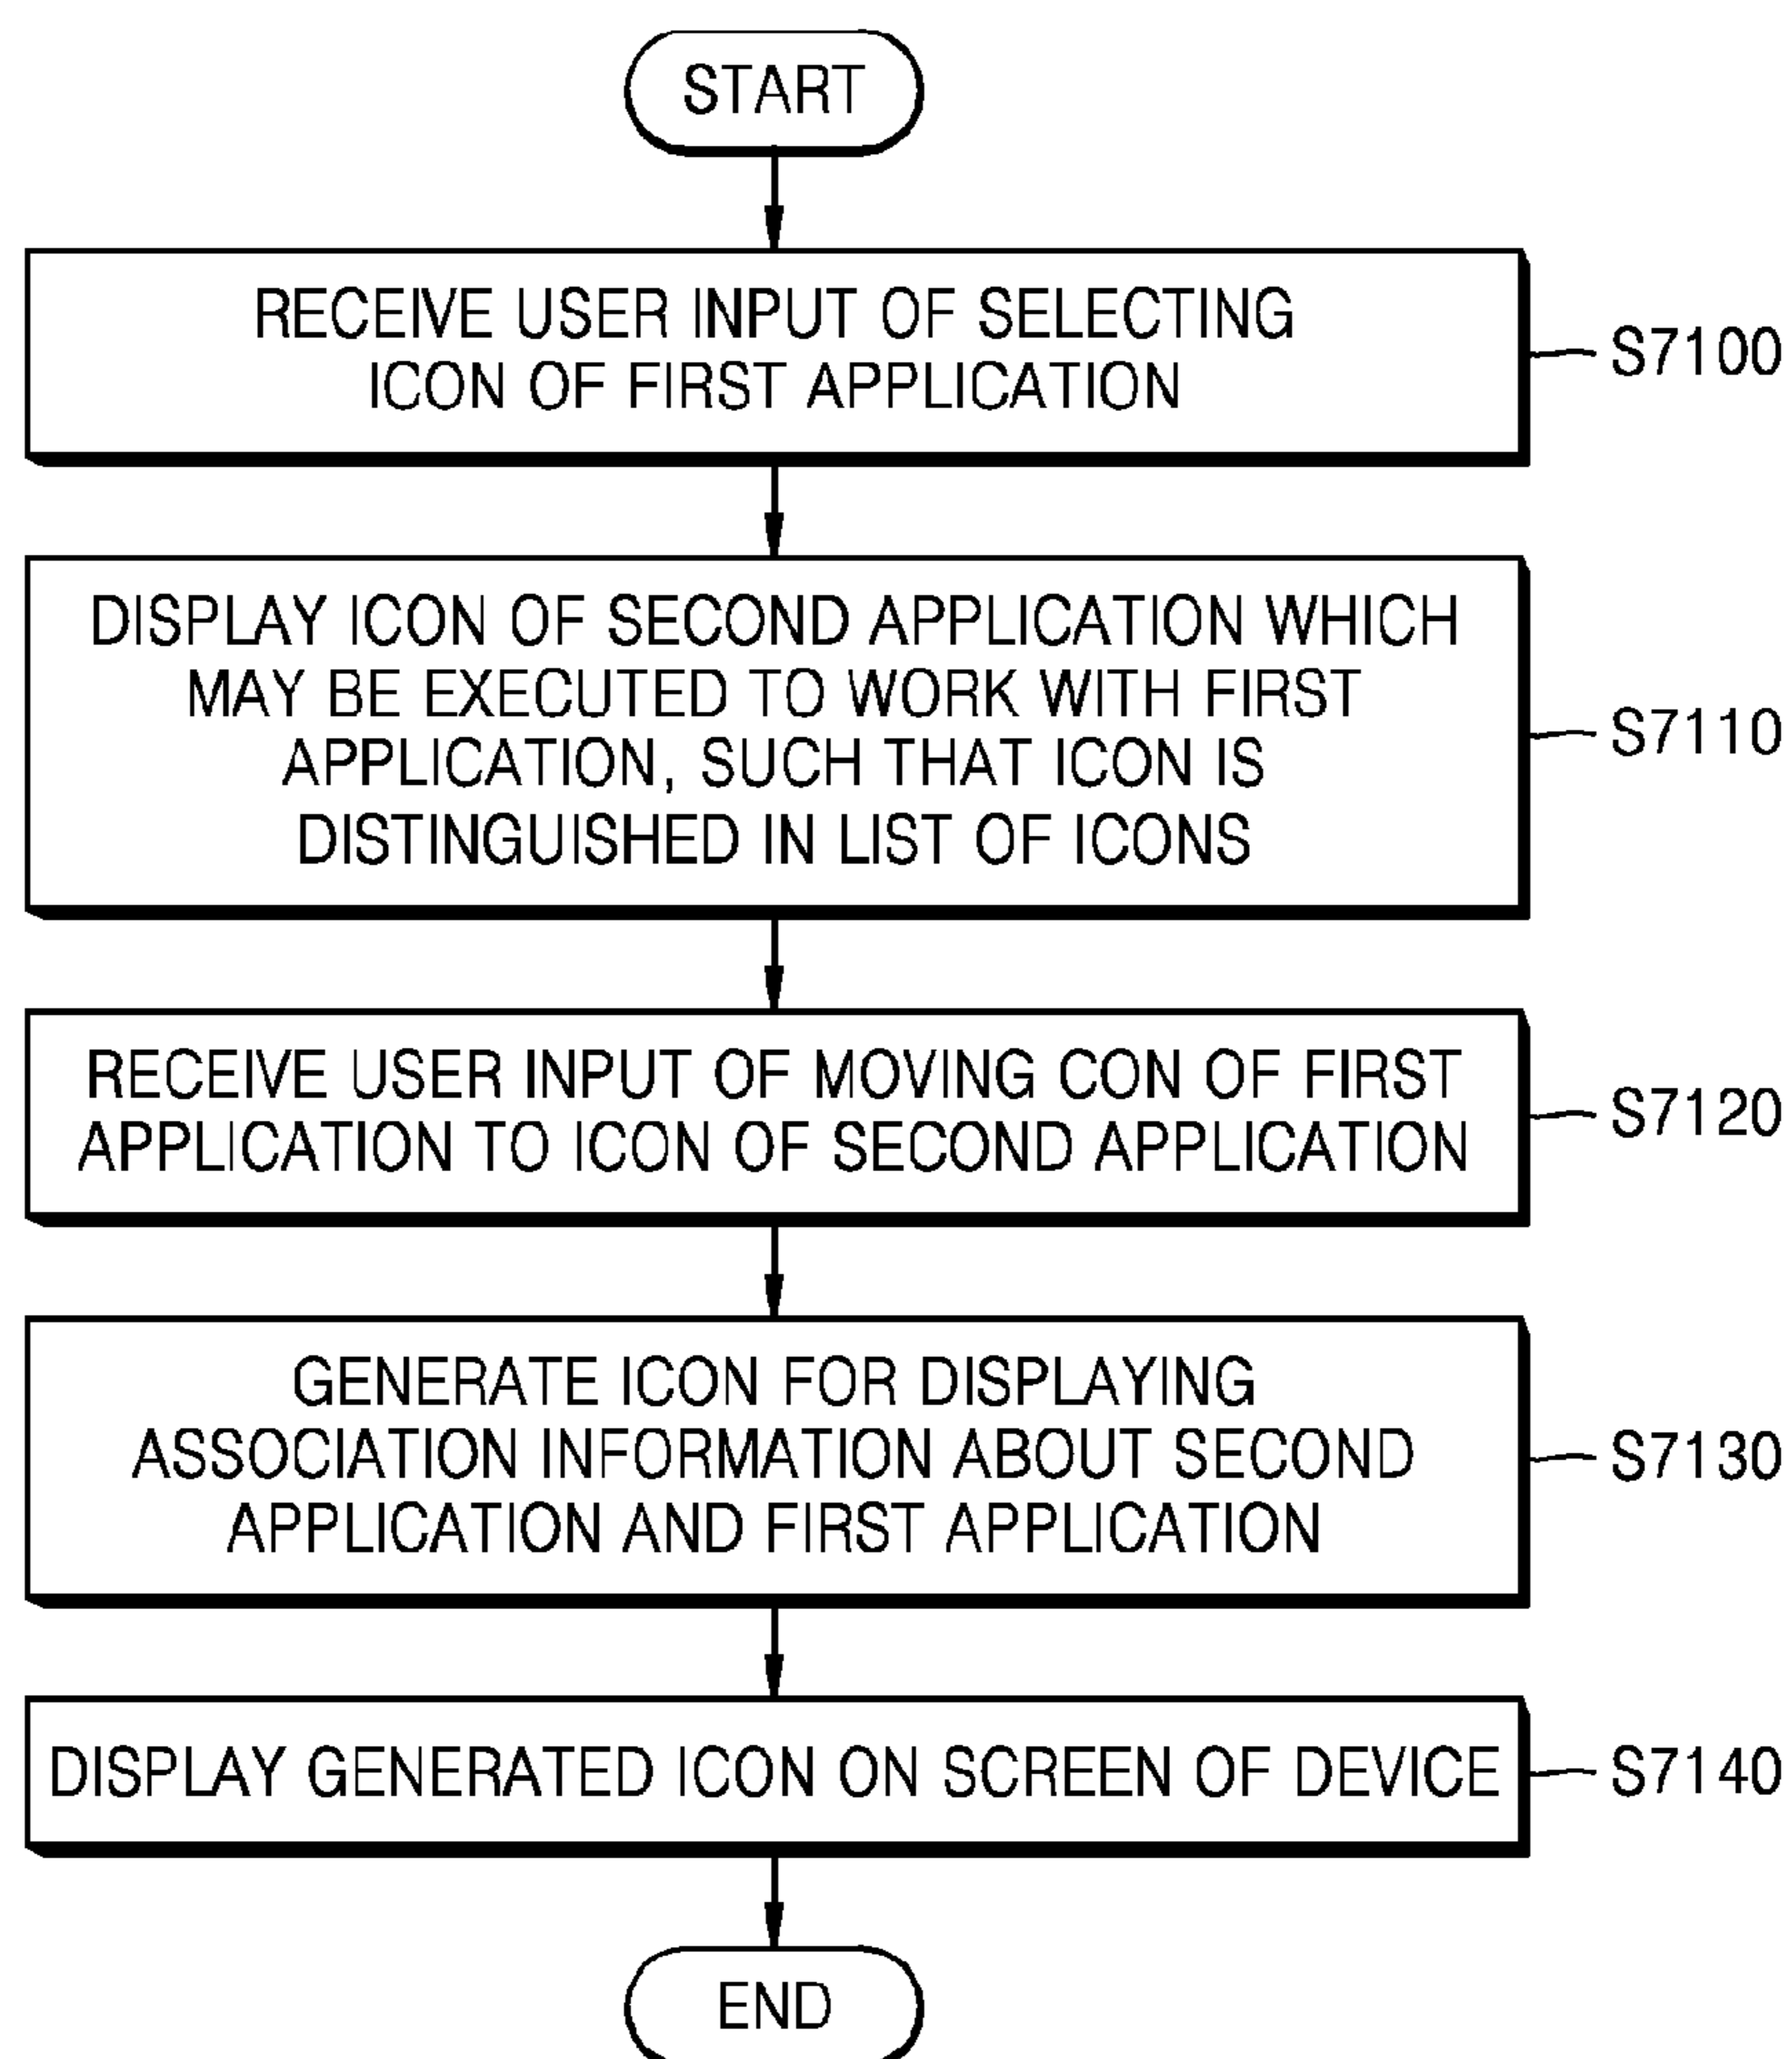 START
RECEIVE USER INPUT OF SELECTING
ICON OF FIRST APPLICATION
S7100
DISPLAY ICON OF SECOND APPLICATION WHICH
MAY BE EXECUTED TO WORK WITH FIRST
APPLICATION, SUCH THAT ICON IS
DISTINGUISHED IN LIST OF ICONS
S7110
RECEIVE USER INPUT OF MOVING CON OF FIRST
APPLICATION TO ICON OF SECOND APPLICATION
S7120
GENERATE ICON FOR DISPLAYING
ASSOCIATION INFORMATION ABOUT SECOND
APPLICATION AND FIRST APPLICATION
S7130
DISPLAY GENERATED ICON ON SCREEN OF DEVICE
S7140
END